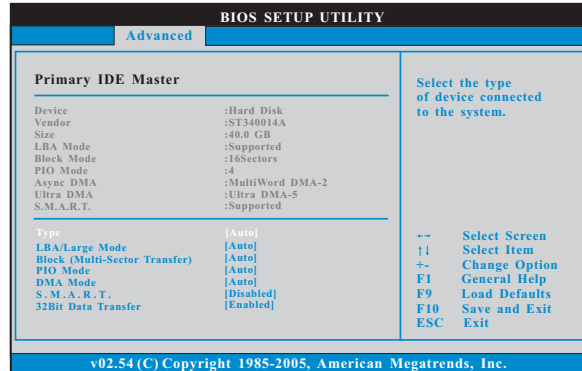 BIOS SETUP UTILITY
Advanced
Primary IDE Master
Device :Hard Disk
Vendor :ST340014A
Size :40.0 GB
LBA Mode :Supported
Block Mode :16Sectors
PIO Mode :4
Async DMA :MultiWord DMA-2
Ultra DMA :Ultra DMA-5
S.M.A.R.T. :Supported
Type [Auto]
LBA/Large Mode [Auto]
Block (Multi-Sector Transfer) [Auto]
PIO Mode [Auto]
DMA Mode [Auto]
S.M.A.R.T. [Disabled]
32Bit Data Transfer [Enabled]
Select the type
of device connected
to the system.
←→ Select Screen
↑↓ Select Item
+- Change Option
F1 General Help
F9 Load Defaults
F10 Save and Exit
ESC Exit
v02.54 (C) Copyright 1985-2005, American Megatrends, Inc.